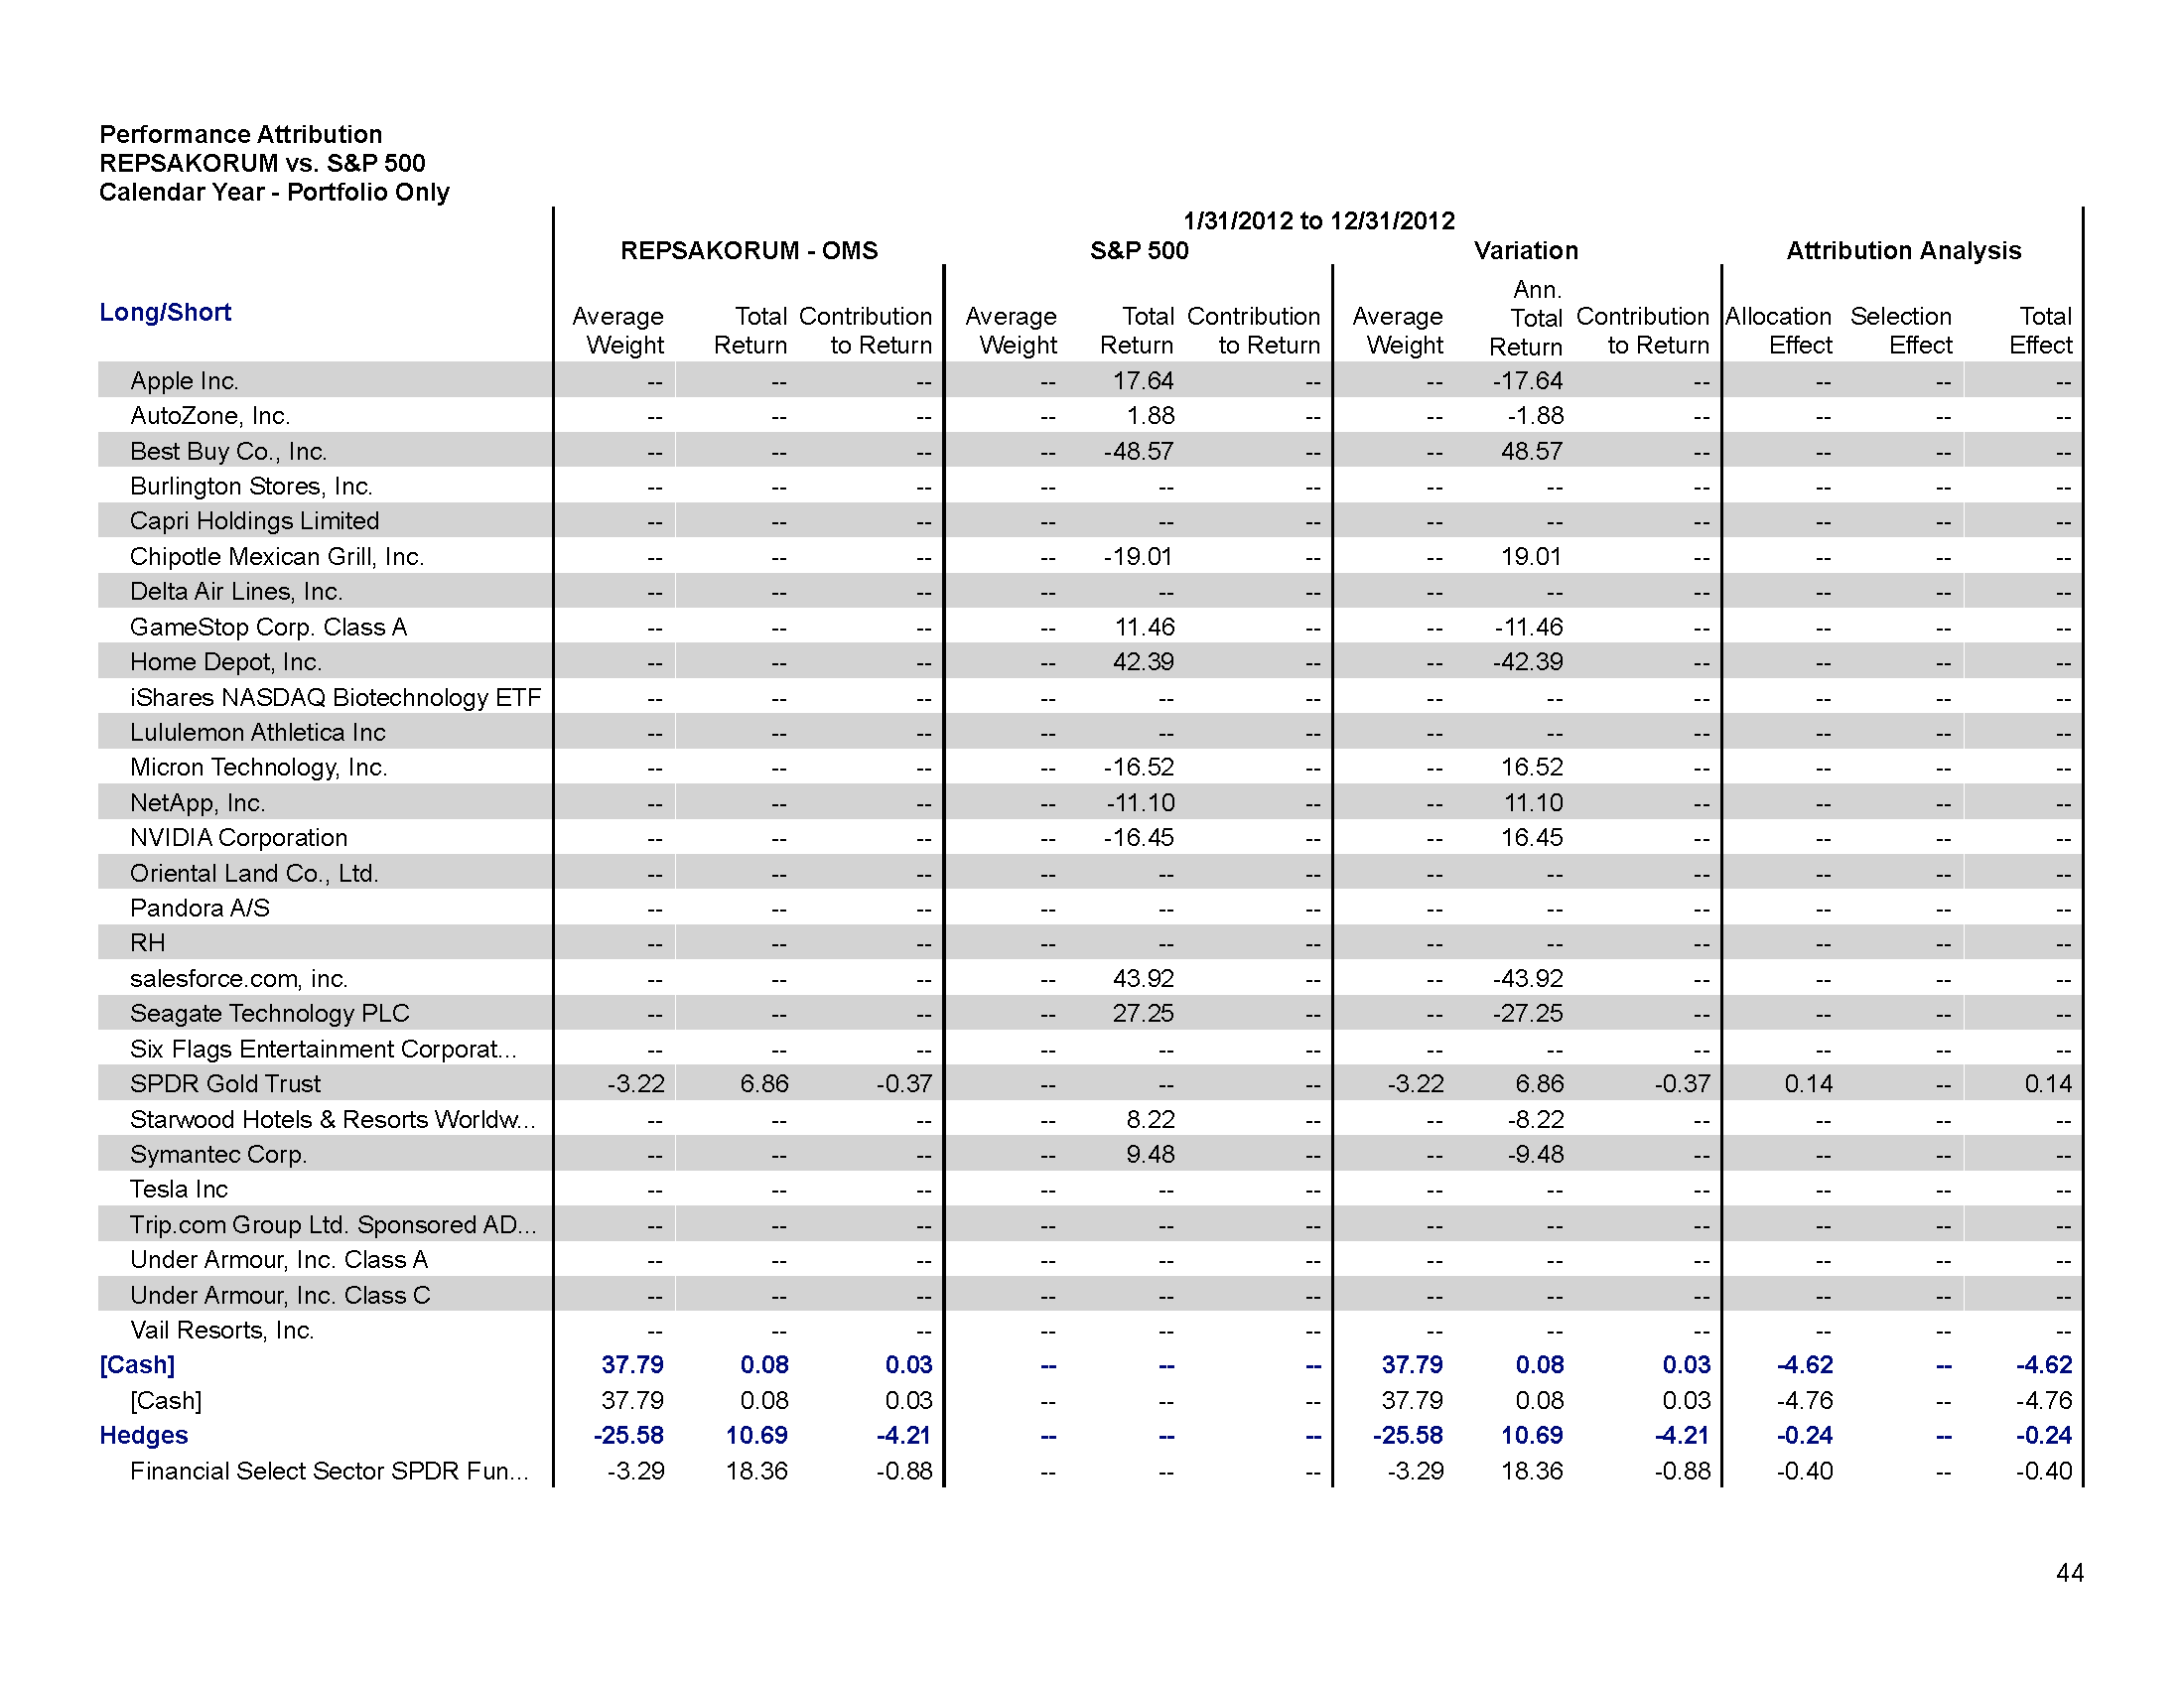 Performance Attribution
REPSAKORUM vs. S&P 500
Calendar Year - Portfolio Only
1/31/2012 to 12/31/2012
REPSAKORUM - OMS S&P 500 Variation Attribution Analysis
Long/Short Average Weight Total Return Contribution to Return Average Weight Total Return Contribution to Return Average Weight Ann. Total Return Contribution to Return Allocation Effect Selection Effect Total Effect
Apple Inc. -- -- -- -- 17.64 -- -- -17.64 -- -- -- --
AutoZone, Inc. -- -- -- -- 1.88 -- -- -1.88 -- -- -- --
Best Buy Co., Inc. -- -- -- -- -48.57 -- -- 48.57 -- -- -- --
Burlington Stores, Inc. -- -- -- -- -- -- -- -- -- -- -- --
Capri Holdings Limited -- -- -- -- -- -- -- -- -- -- -- --
Chipotle Mexican Grill, Inc. -- -- -- -- -19.01 -- -- 19.01 -- -- -- --
Delta Air Lines, Inc. -- -- -- -- -- -- -- -- -- -- -- --
GameStop Corp. Class A -- -- -- -- 11.46 -- -- -11.46 -- -- -- --
Home Depot, Inc. -- -- -- -- 42.39 -- -- -42.39 -- -- -- --
iShares NASDAQ Biotechnology ETF -- -- -- -- -- -- -- -- -- -- -- --
Lululemon Athletica Inc -- -- -- -- -- -- -- -- -- -- -- --
Micron Technology, Inc. -- -- -- -- -16.52 -- -- 16.52 -- -- -- --
NetApp, Inc. -- -- -- -- -11.10 -- -- 11.10 -- -- -- --
NVIDIA Corporation -- -- -- -- -16.45 -- -- 16.45 -- -- -- --
Oriental Land Co., Ltd. -- -- -- -- -- -- -- -- -- -- -- --
Pandora A/S -- -- -- -- -- -- -- -- -- -- -- --
RH -- -- -- -- -- -- -- -- -- -- -- --
salesforce.com, inc. -- -- -- -- 43.92 -- -- -43.92 -- -- -- --
Seagate Technology PLC -- -- -- -- 27.25 -- -- -27.25 -- -- -- --
Six Flags Entertainment Corporat... -- -- -- -- -- -- -- -- -- -- -- --
SPDR Gold Trust -3.22 6.86 -0.37 -- -- -- -3.22 6.86 -0.37 0.14 -- 0.14
Starwood Hotels & Resorts Worldw... -- -- -- -- 8.22 -- -- -8.22 -- -- -- --
Symantec Corp. -- -- -- -- 9.48 -- -- -9.48 -- -- -- --
Tesla Inc -- -- -- -- -- -- -- -- -- -- -- --
Trip.com Group Ltd. Sponsored AD... -- -- -- -- -- -- -- -- -- -- -- --
Under Armour, Inc. Class A -- -- -- -- -- -- -- -- -- -- -- --
Under Armour, Inc. Class C -- -- -- -- -- -- -- -- -- -- -- --
Vail Resorts, Inc. -- -- -- -- -- -- -- -- -- -- -- --
[Cash] 37.79 0.08 0.03 -- -- -- 37.79 0.08 0.03 -4.62 -- -4.62
[Cash] 37.79 0.08 0.03 -- -- -- 37.79 0.08 0.03 -4.76 -- -4.76
Hedges -25.58 10.69 -4.21 -- -- -- -25.58 10.69 -4.21 -0.24 -- -0.24
Financial Select Sector SPDR Fun... -3.29 18.36 -0.88 -- -- -- -3.29 18.36 -0.88 -0.40 -- -0.40
44